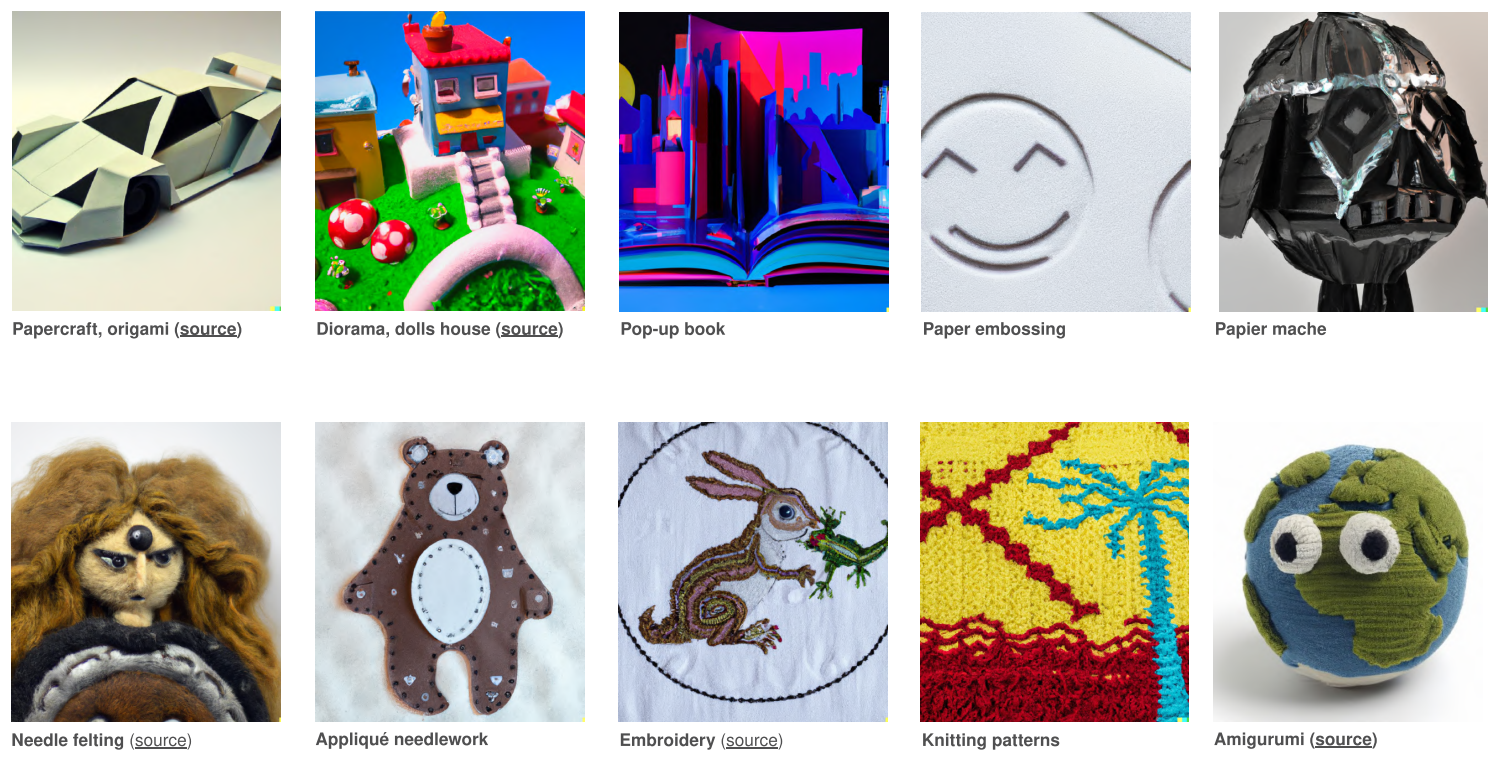 Papercraft, origami (source)
Diorama, dolls house (source)
Pop-up book
Paper embossing
Papier mache
Needle felting (source)
Appliqué needlework
Embroidery (source)
Knitting patterns
Amigurumi (source)